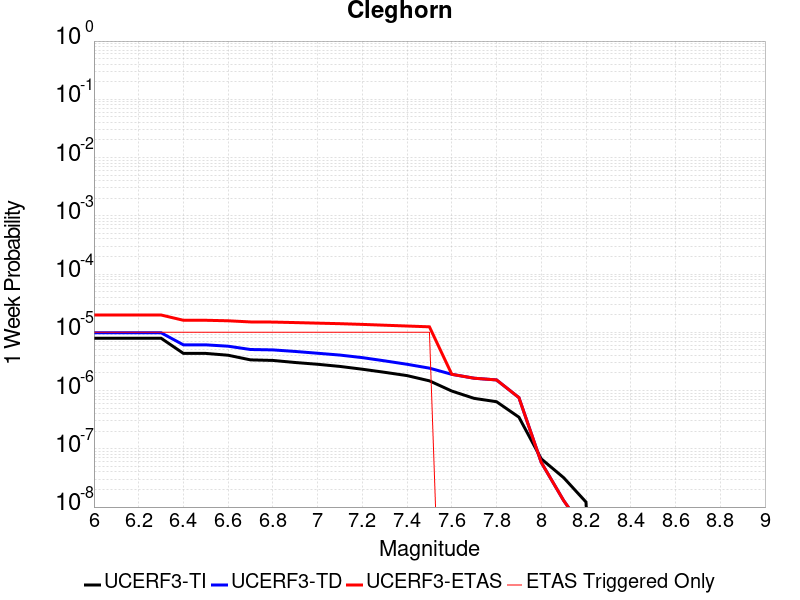 Cleghorn
10^0
10^-1
10^-2
10^-3
10^-4
10^-5
10^-6
10^-7
10^-8
1 Week Probability
6 6.2 6.4 6.6 6.8 7 7.2 7.4 7.6 7.8 8 8.2 8.4 8.6 8.8 9
Magnitude
UCERF3-TI UCERF3-TD UCERF3-ETAS ETAS Triggered Only